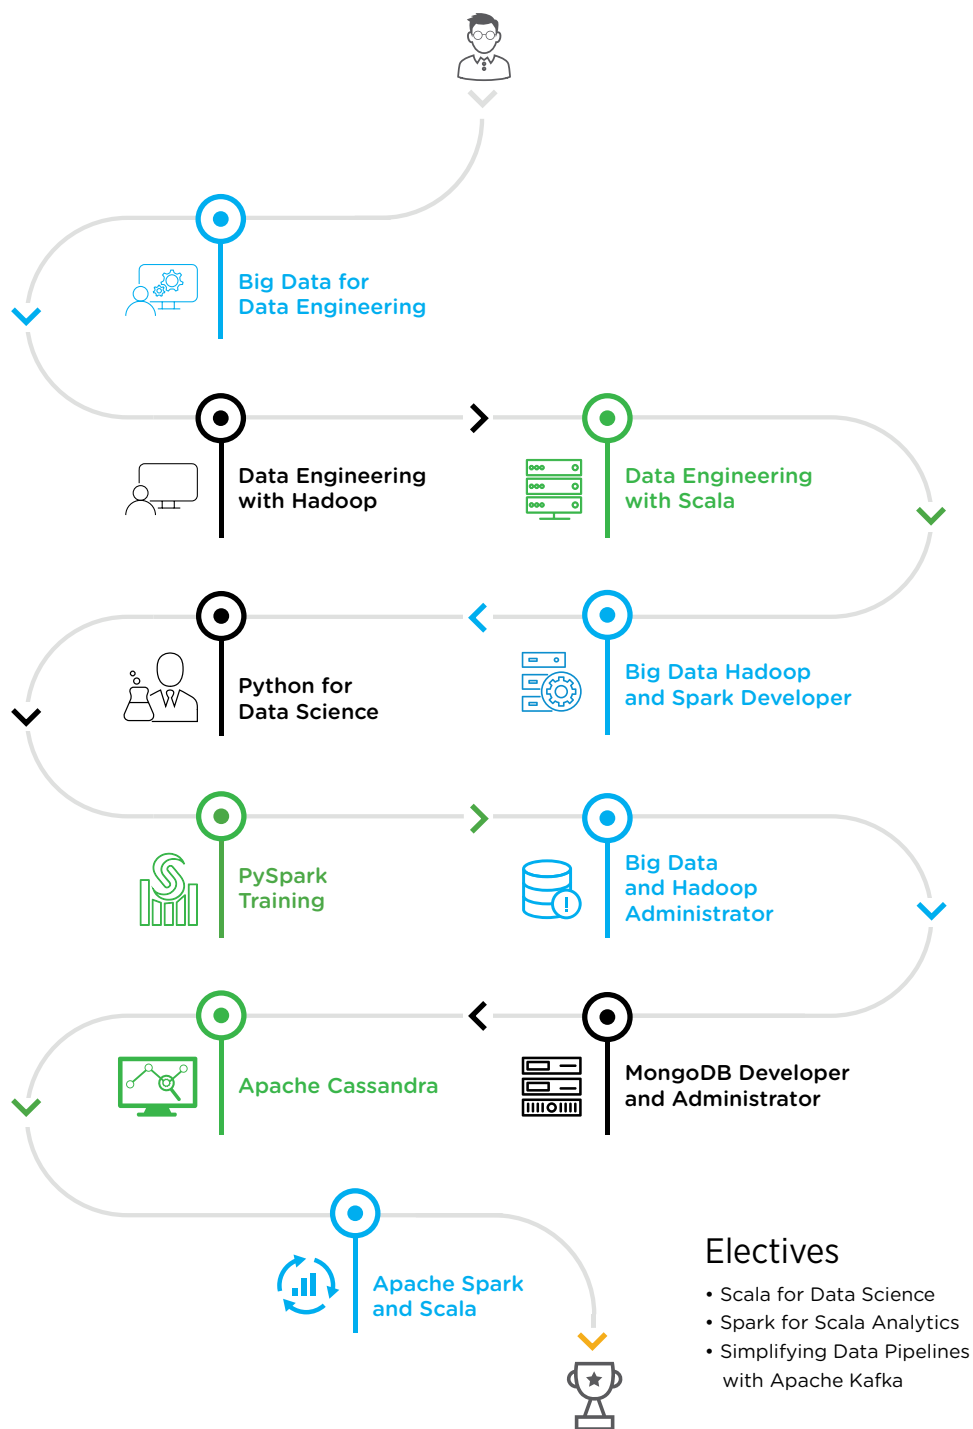 Big Data for
Data Engineering
Data Engineering
with Hadoop
Data Engineering
with Scala
Big Data Hadoop
and Spark Developer
Python for
Data Science
PySpark
Training
Big Data
and Hadoop
Administrator
MongoDB Developer
and Administrator
Apache Cassandra
Apache Spark
and Scala
Electives
• Scala for Data Science
• Spark for Scala Analytics
• Simplifying Data Pipelines
with Apache Kafka